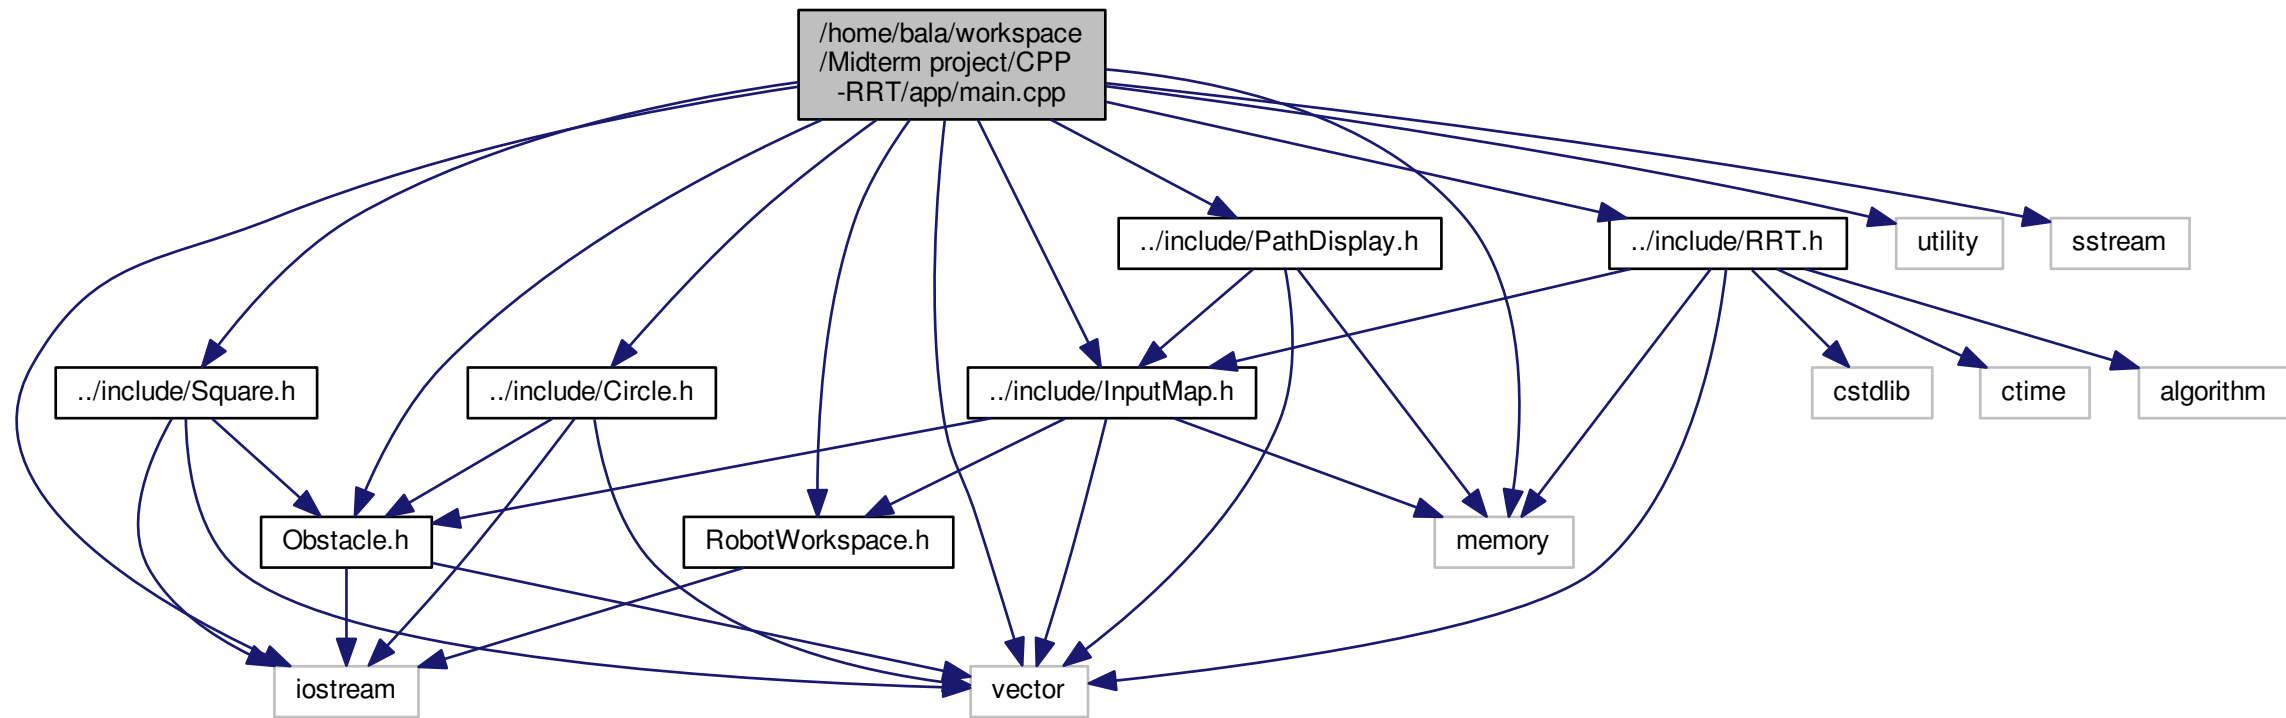 /home/bala/workspace
/Midterm project/CPP
-RRT/app/main.cpp
../include/PathDisplay.h
../include/RRT.h
utility
sstream
../include/Square.h
../include/Circle.h
../include/InputMap.h
cstdlib
ctime
algorithm
Obstacle.h
RobotWorkspace.h
memory
iostream
vector